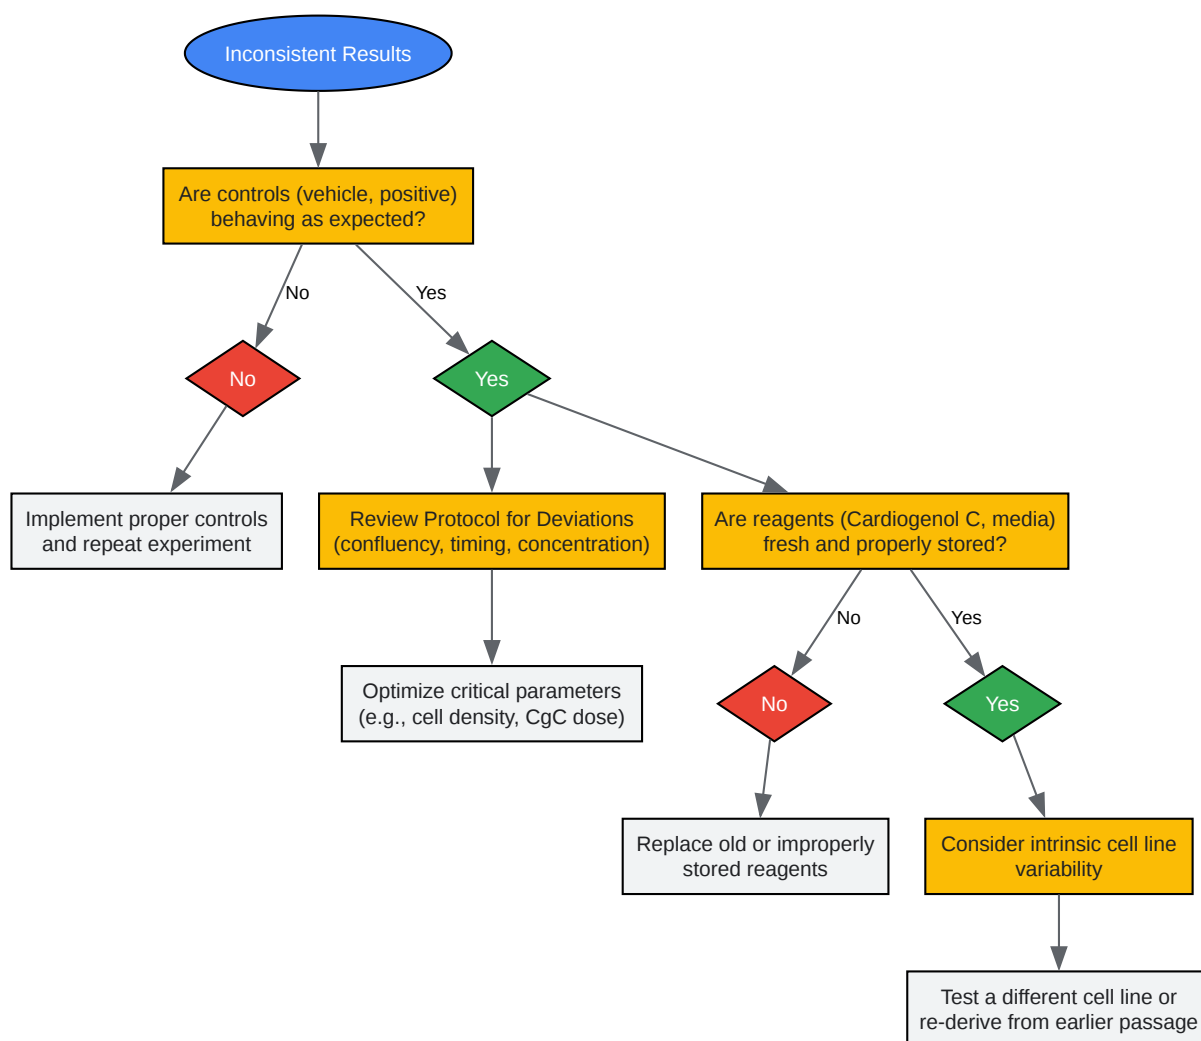 Inconsistent Results
Are controls (vehicle, positive)
behaving as expected?
No
Yes
No
Yes
Implement proper controls
and repeat experiment
Review Protocol for Deviations
(confluency, timing, concentration)
Are reagents (Cardiogenol C, media)
fresh and properly stored?
No
Yes
Optimize critical parameters
(e.g., cell density, CgC dose)
No
Yes
Replace old or improperly
stored reagents
Consider intrinsic cell line
variability
Test a different cell line or
re-derive from earlier passage